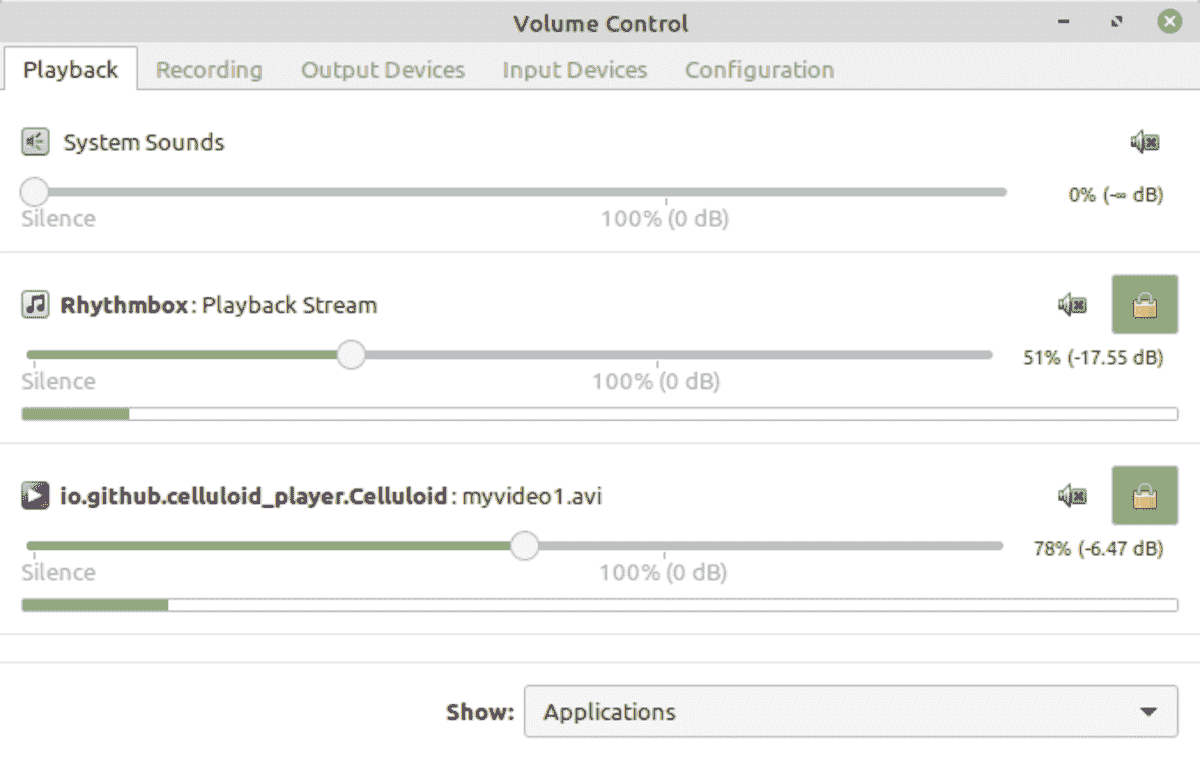 Volume Control
Playback Recording Output Devices Input Devices Configuration
System Sounds
0% (-∞ dB)
Silence 100% (0 dB)
Rhythmbox: Playback Stream
51% (-17.55 dB)
Silence 100% (0 dB)
io.github.celluloid_player.Celluloid: myvideo1.avi
78% (-6.47 dB)
Silence 100% (0 dB)
Show: Applications